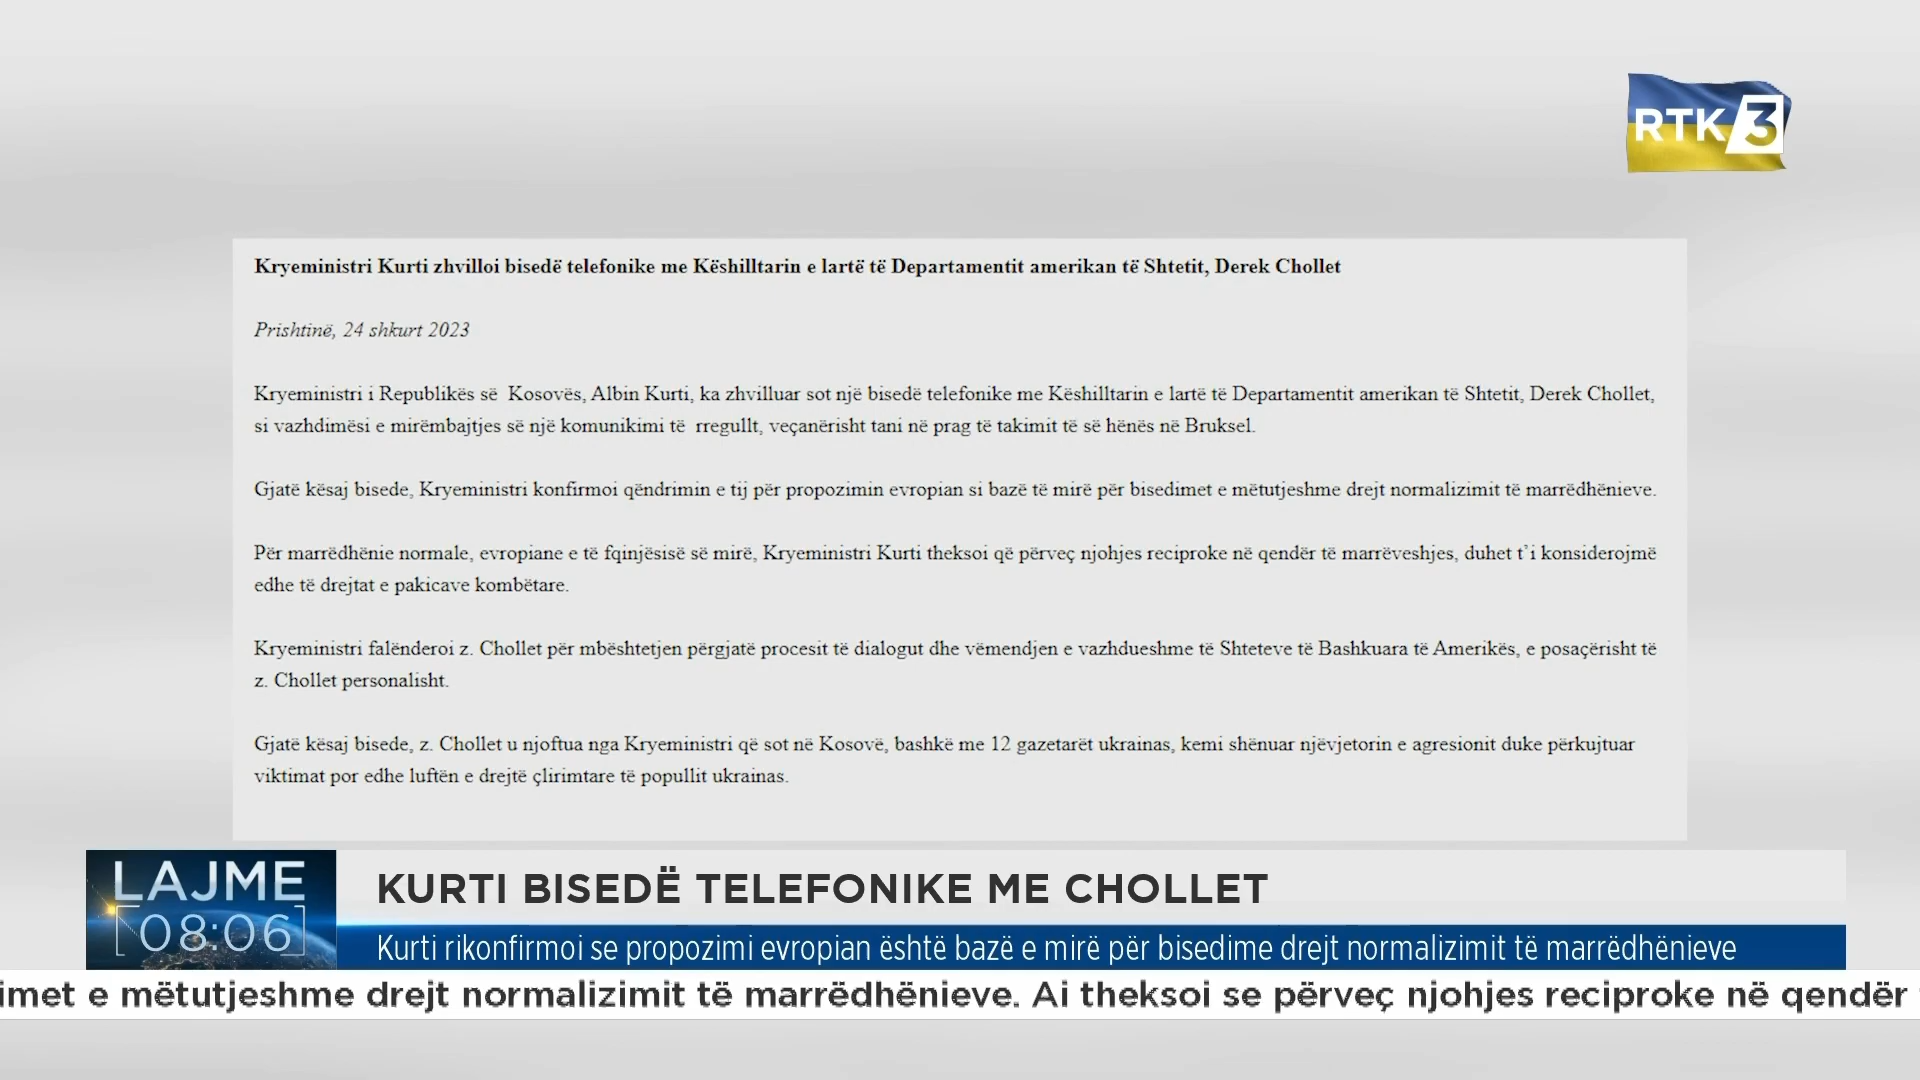 RTK 3
Kryeministri Kurti zhvilloi bisedë telefonike me Këshilltarin e lartë të Departamentit amerikan të Shtetit, Derek Chollet
Prishtinë, 24 shkurt 2023
Kryeministri i Republikës së Kosovës, Albin Kurti, ka zhvilluar sot një bisedë telefonike me Këshilltarin e lartë të Departamentit amerikan të Shtetit, Derek Chollet,
si vazhdimësi e mirëmbajtjes së një komunikimi të rregullt, veçanërisht tani në prag të takimit të së hënës në Bruksel.
Gjatë kësaj bisede, Kryeministri konfirmoi qëndrimin e tij për propozimin evropian si bazë të mirë për bisedimet e mëtutjeshme drejt normalizimit të marrëdhënieve.
Për marrëdhënie normale, evropiane e të fqinjësisë së mirë, Kryeministri Kurti theksoi që përveç njohjes reciproke në qendër të marrëveshjes, duhet t’i konsiderojmë
edhe të drejtat e pakicave kombëtare.
Kryeministri falënderoi z. Chollet për mbështetjen përgjatë procesit të dialogut dhe vëmendjen e vazhdueshme të Shteteve të Bashkuara të Amerikës, e posaçërisht të
z. Chollet personalisht.
Gjatë kësaj bisede, z. Chollet u njoftua nga Kryeministri që sot në Kosovë, bashkë me 12 gazetarët ukrainas, kemi shënuar njëvjetorin e agresionit duke përkujtuar
viktimat por edhe luftën e drejtë çlirimtare të popullit ukrainas.
LAJME
08:06
KURTI BISEDË TELEFONIKE ME CHOLLET
Kurti rikonfirmoi se propozimi evropian është bazë e mirë për bisedime drejt normalizimit të marrëdhënieve
imet e mëtutjeshme drejt normalizimit të marrëdhënieve. Ai theksoi se përveç njohjes reciproke në qendër